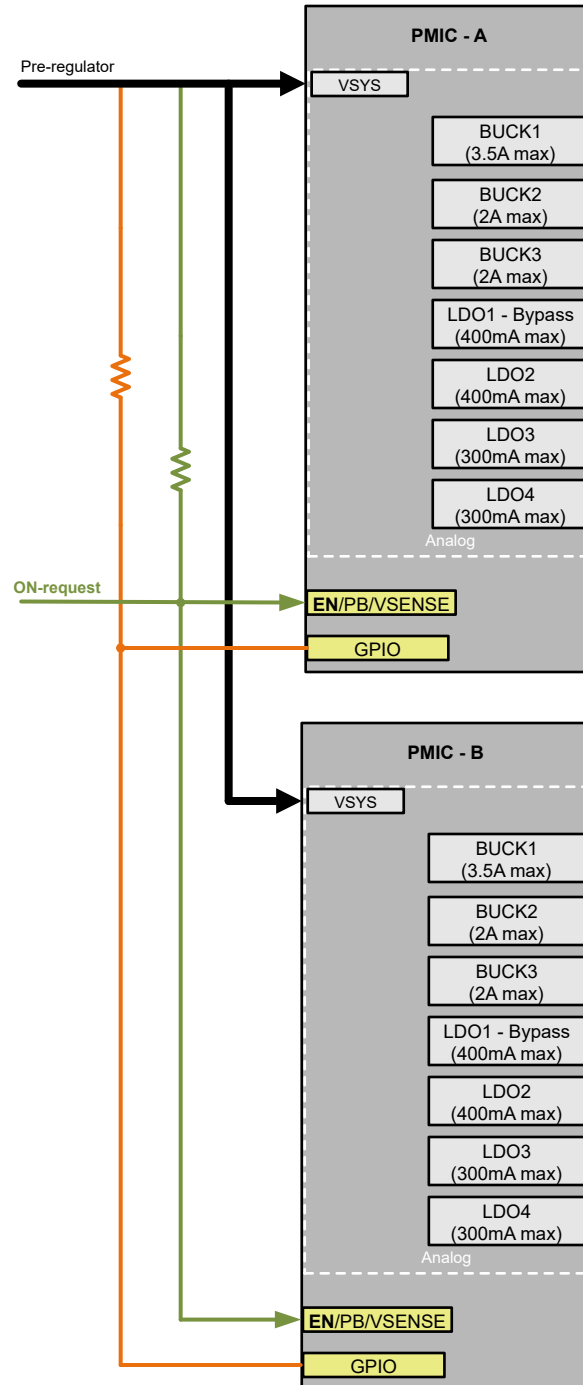 PMIC - A
Pre-regulator
VSYS
BUCK1
(3.5A max)
BUCK2
(2A max)
BUCK3
(2A max)
LDO1 - Bypass
(400mA max)
LDO2
(400mA max)
LDO3
(300mA max)
LDO4
(300mA max)
Analog
ON-request
EN/PB/VSENSE
GPIO
PMIC - B
VSYS
BUCK1
(3.5A max)
BUCK2
(2A max)
BUCK3
(2A max)
LDO1 - Bypass
(400mA max)
LDO2
(400mA max)
LDO3
(300mA max)
LDO4
(300mA max)
Analog
EN/PB/VSENSE
GPIO